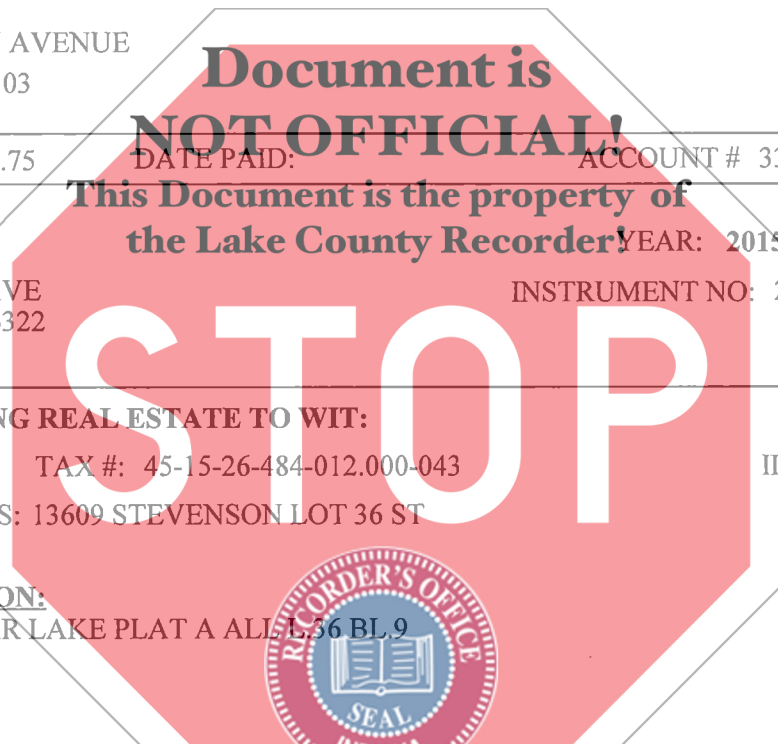 AVENUE
03
Document is
NOT OFFICIAL!
.75 DATE PAID: ACCOUNT # 33
This Document is the property of
the Lake County Recorder!
YEAR: 2015
VE INSTRUMENT NO: 2
322
STOP
NG REAL ESTATE TO WIT:
TAX #: 45-15-26-484-012.000-043
S: 13609 STEVENSON LOT 36 ST
ON:
R LAKE PLAT A ALL L.36 BL.9
RECORDER'S OFFICE
SEAL